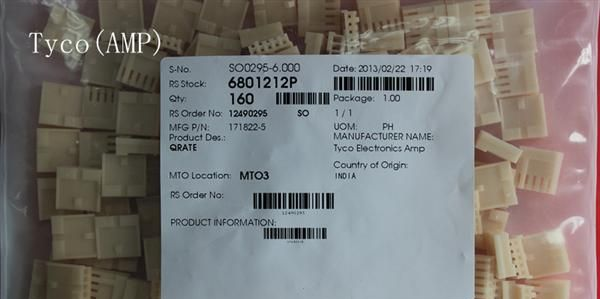 Tyco(AMP)
S-No. SO0295-6.000 Date: 2013/02/22 17:19
RS Stock: 6801212P
Qty: 160 Package: 1.00
RS Order No: 12490295 SO 1 / 1
MFG P/N: 171822-5 UOM: PH
Product Des.: MANUFACTURER NAME:
QRATE Tyco Electronics Amp
Country of Origin:
MTO Location: MTO3 INDIA
RS Order No:
12490295
PRODUCT INFORMATION: